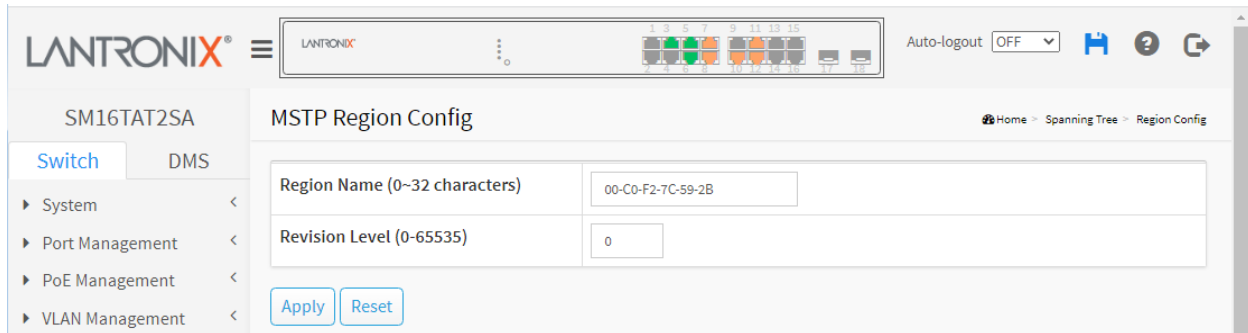 1 3 5 7 9 11 13 15
LANTRONIX® LANTRONIX Auto-logout OFF
2 4 6 8 10 12 14 16 17 18
SM16TAT2SA MSTP Region Config Home > Spanning Tree > Region Config
Switch DMS
Region Name (0~32 characters) 00-C0-F2-7C-59-2B
System
Revision Level (0-65535) 0
Port Management
PoE Management
Apply Reset
VLAN Management